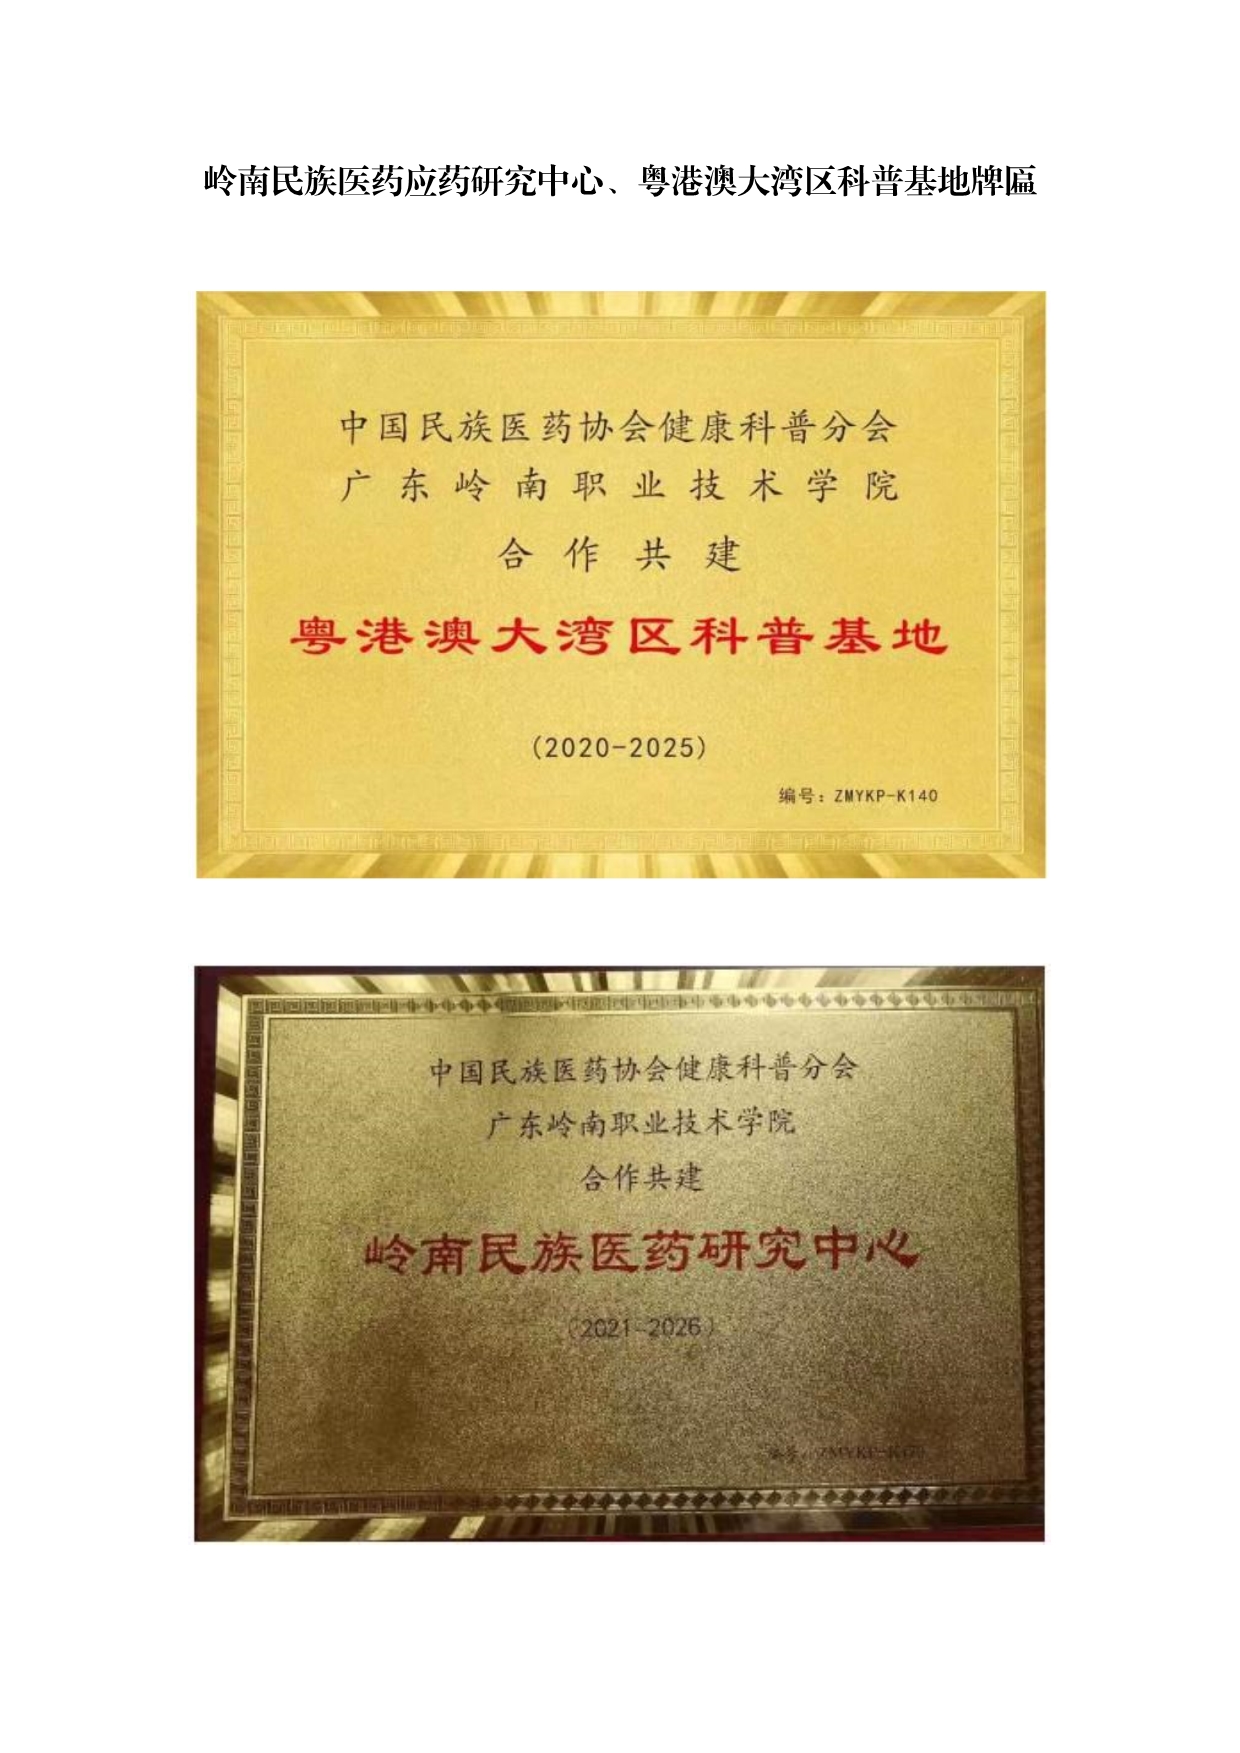 岭南民族医药应药研究中心、粤港澳大湾区科普基地牌匾
中国民族医药协会健康科普分会
广东岭南职业技术学院
合作共建
粤港澳大湾区科普基地
（2020-2025）
编号：ZMYKP-K140
中国民族医药协会健康科普分会
广东岭南职业技术学院
合作共建
岭南民族医药研究中心
（2021-2026）
编号：